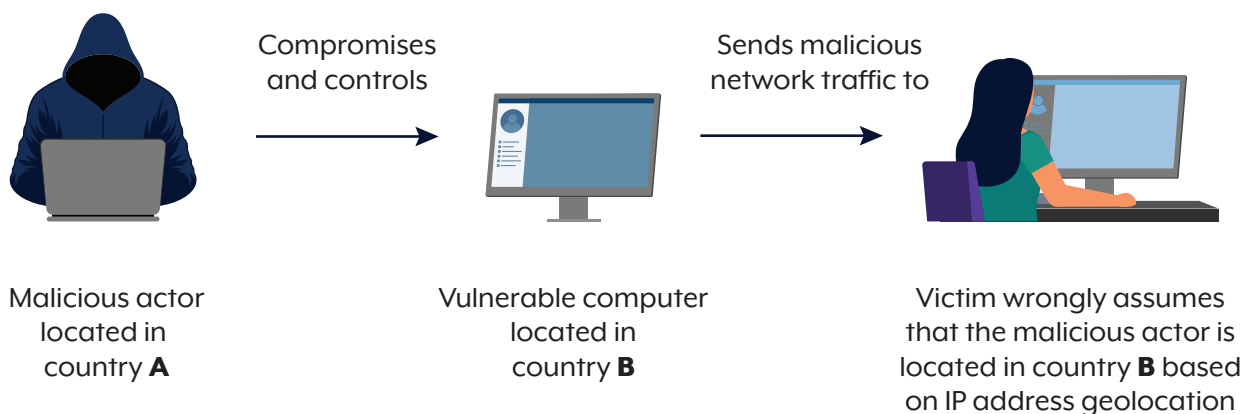 Compromises
and controls
Sends malicious
network traffic to
Malicious actor
located in
country A
Vulnerable computer
located in
country B
Victim wrongly assumes
that the malicious actor is
located in country B based
on IP address geolocation